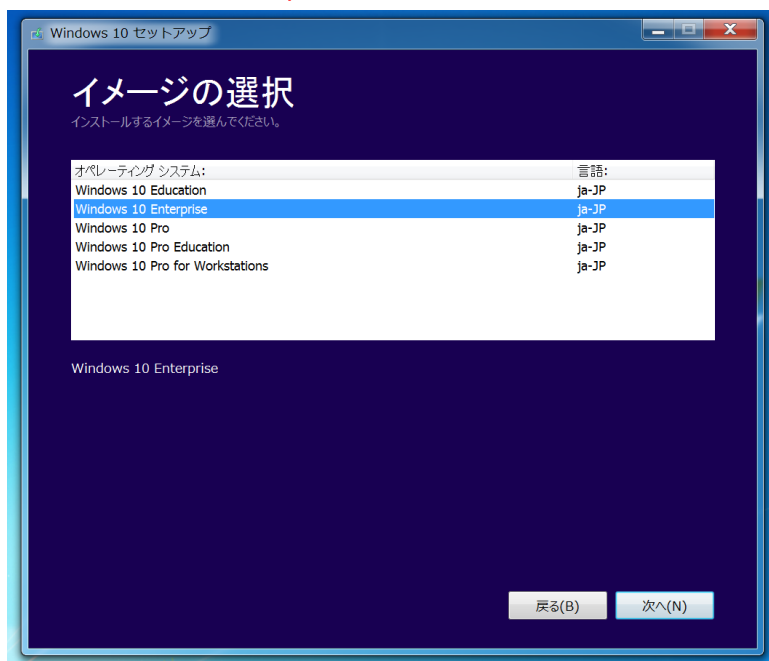 Windows 10 セットアップ
イメージの選択
インストールするイメージを選んでください。
オペレーティング システム: 言語:
Windows 10 Education ja-JP
Windows 10 Enterprise ja-JP
Windows 10 Pro ja-JP
Windows 10 Pro Education ja-JP
Windows 10 Pro for Workstations ja-JP
Windows 10 Enterprise
戻る(B) 次へ(N)